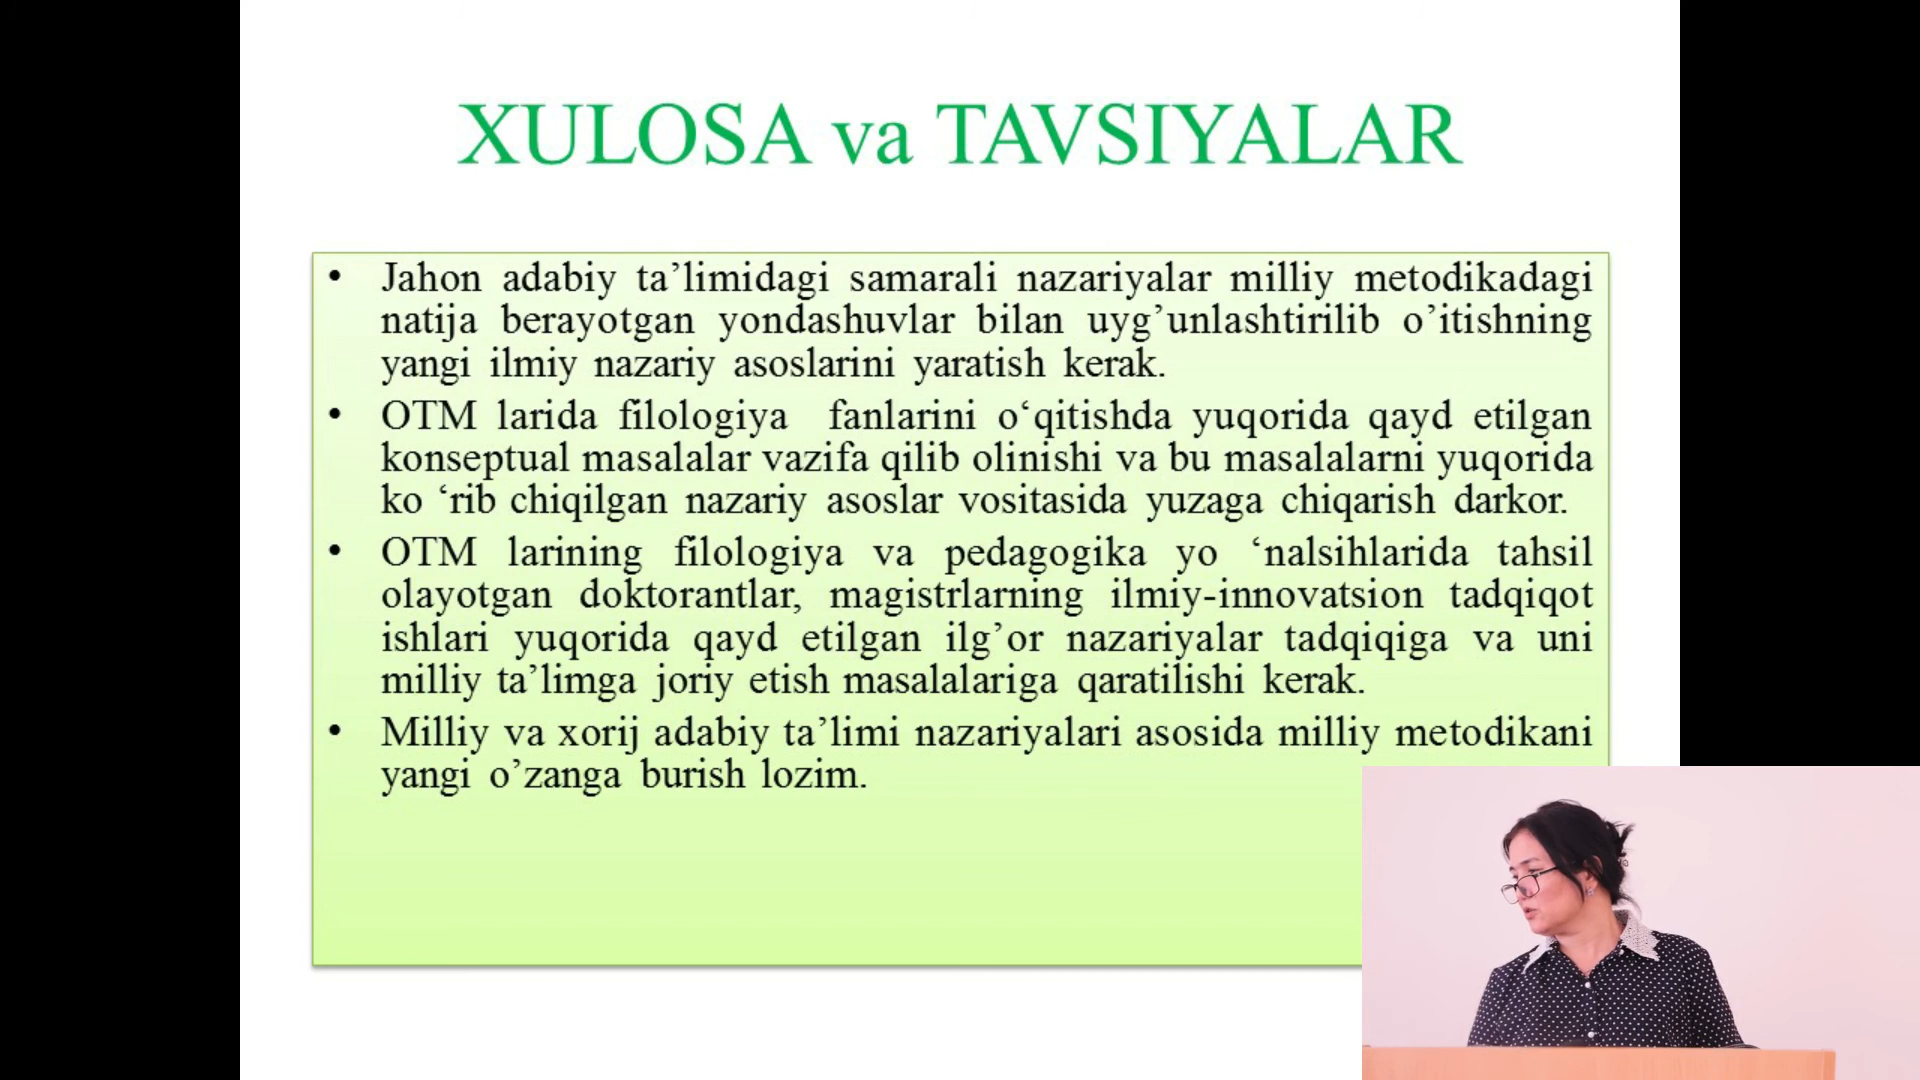 XULOSA va TAVSIYALAR
• Jahon adabiy ta’limidagi samarali nazariyalar milliy metodikadagi
natija berayotgan yondashuvlar bilan uyg’unlashtirilib o’itishning
yangi ilmiy nazariy asoslarini yaratish kerak.
• OTM larida filologiya fanlarini o‘qitishda yuqorida qayd etilgan
konseptual masalalar vazifa qilib olinishi va bu masalalarni yuqorida
ko ‘rib chiqilgan nazariy asoslar vositasida yuzaga chiqarish darkor.
• OTM larining filologiya va pedagogika yo ‘nalsihlarida tahsil
olayotgan doktorantlar, magistrlarning ilmiy-innovatsion tadqiqot
ishlari yuqorida qayd etilgan ilg’or nazariyalar tadqiqiga va uni
milliy ta’limga joriy etish masalalariga qaratilishi kerak.
• Milliy va xorij adabiy ta’limi nazariyalari asosida milliy metodikani
yangi o’zanga burish lozim.